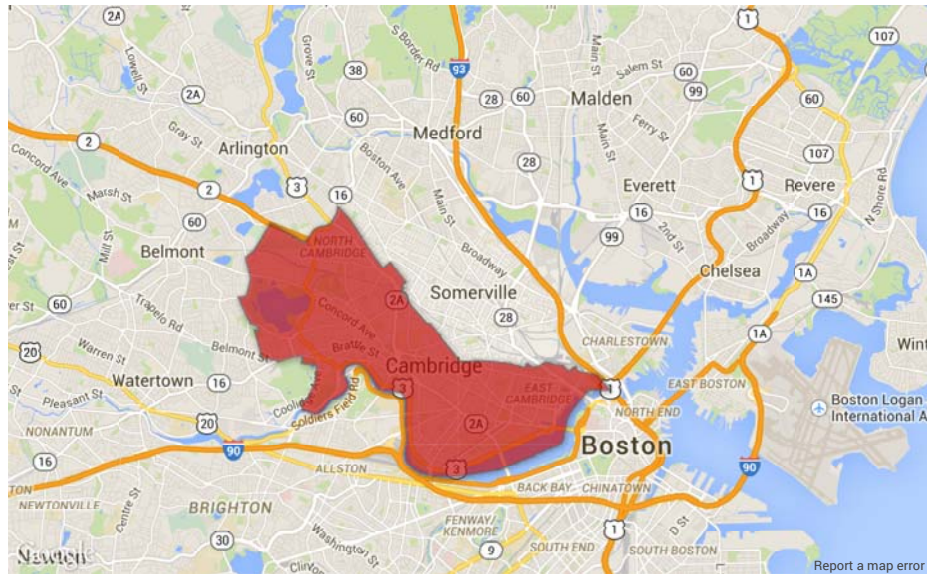 2A
Lowell St
Grove St
S Border Rd
93
1
107
38
2A
60
28
60
Main St
Salem St
60
99
Malden
60
2
Gray St
60
Medford
Ferry St
Concord Ave
Arlington
Boston Ave
Main St
28
107
Marsh St
2
3
16
Everett
1
Revere
N Shore Rd
60
Mill St
Main St
16
16
Belmont
NORTH
CAMBRIDGE
Broadway
99
2nd St
Broadway
Chelsea
1A
60
Trapelo Rd
Concord Ave
2A
Somerville
28
145
20
Warren St
Belmont St
Brattle St
CHARLESTOWN
1A
Wint
Watertown
16
Cambridge
3
EAST
CAMBRIDGE
1
EAST BOSTON
Pleasant St
Soldiers Field Rd
NORTH END
Boston Logan
International A
NONANTUM
20
2A
Boston
16
90
ALLSTON
3
90
TON
BACK BAY
CHINATOWN
NEWTONVILLE
Centre St
BRIGHTON
FENWAY/
KENMORE
1
D St
30
Washington St
9
SOUTH END
SOUTH BOSTON
Newton
Report a map error